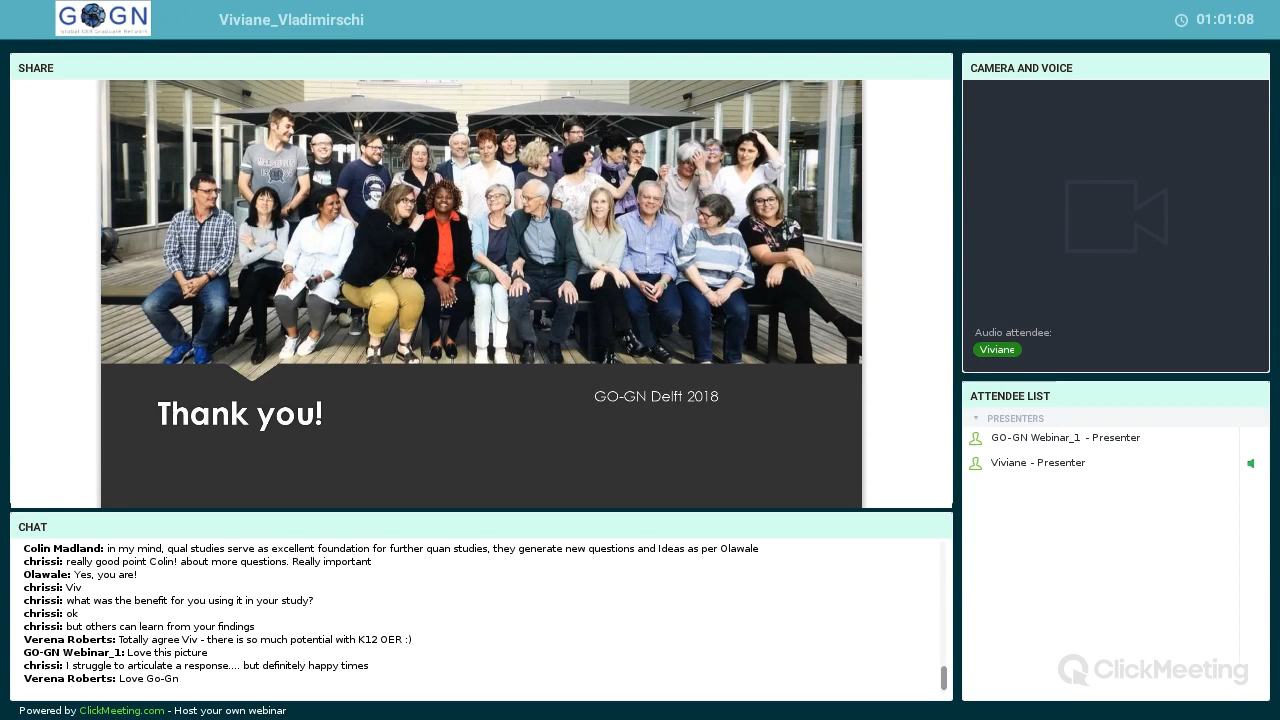 GOGN
Global OER Graduate Network
Viviane_Vladimirschi
01:01:08
SHARE
Thank you!
GO-GN Delft 2018
CHAT
Colin Madland: in my mind, qual studies serve as excellent foundation for further quan studies, they generate new questions and Ideas as per Olawale
chrissi: really good point Colin! about more questions. Really important
Olawale: Yes, you are!
chrissi: Viv
chrissi: what was the benefit for you using it in your study?
chrissi: ok
chrissi: but others can learn from your findings
Verena Roberts: Totally agree Viv - there is so much potential with K12 OER :)
GO-GN Webinar_1: Love this picture
chrissi: I struggle to articulate a response.... but definitely happy times
Verena Roberts: Love Go-Gn
CAMERA AND VOICE
Audio attendee:
Viviane
ATTENDEE LIST
PRESENTERS
GO-GN Webinar_1 - Presenter
Viviane - Presenter
ClickMeeting
Powered by ClickMeeting.com - Host your own webinar